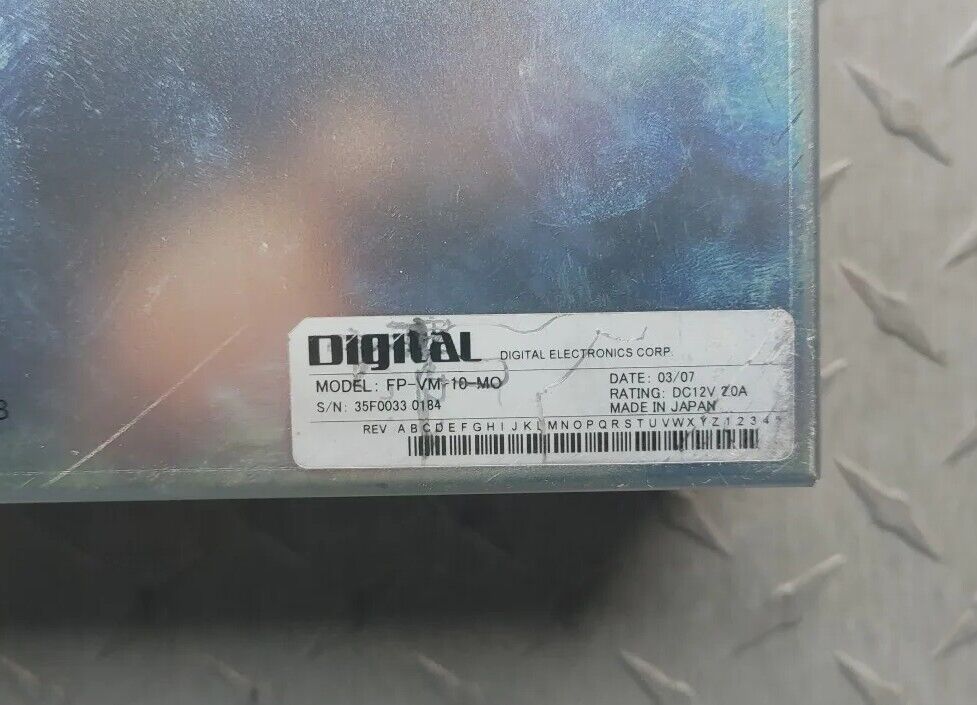 Digital DIGITAL ELECTRONICS CORP.
MODEL: FP-VM-10-MO
DATE: 03/07
S/N: 35F0033 0184
RATING: DC12V 2.0A
MADE IN JAPAN
REV A B C D E F G H I J K L M N O P Q R S T U V W X Y Z 1 2 3 4